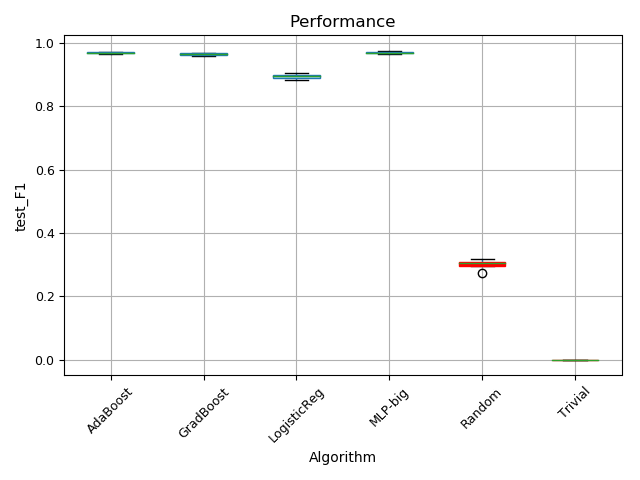 Performance
1.0
0.8
0.6
0.4
0.2
0.0
test_F1
AdaBoost
GradBoost
LogisticReg
MLP-big
Random
Trivial
Algorithm